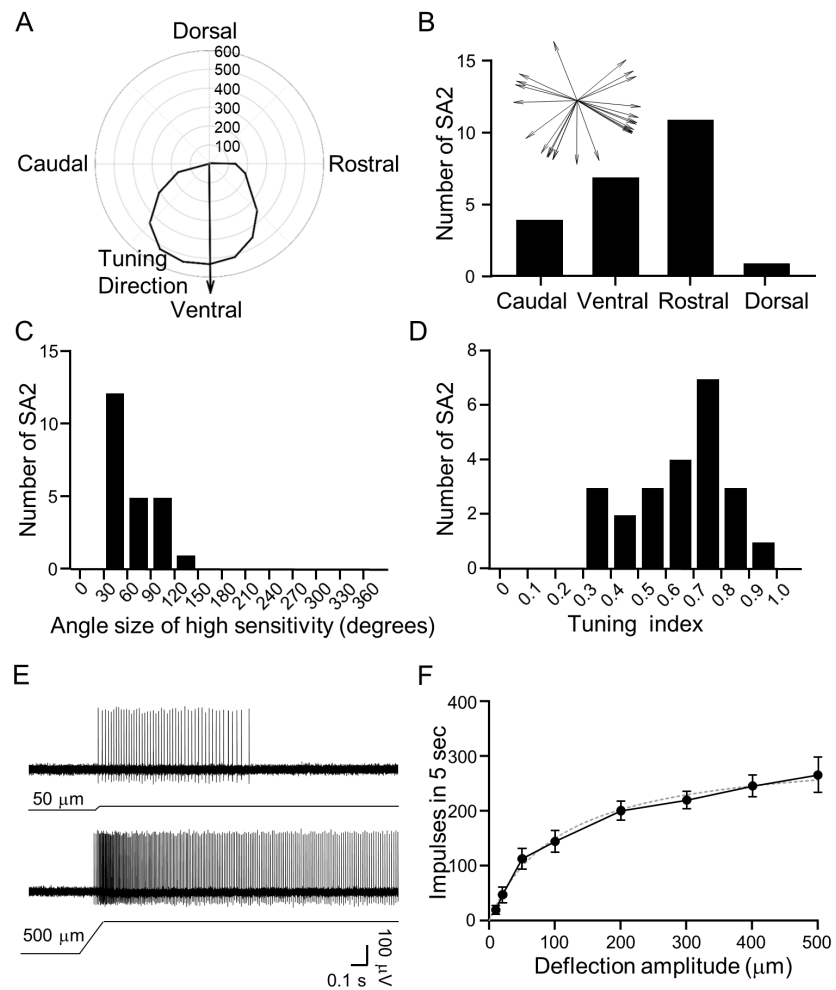 A
Dorsal
600
500
400
300
200
100
Caudal
Rostral
Tuning
Direction
Ventral
B
Number of SA2
15
10
5
0
Caudal Ventral Rostral Dorsal
C
Number of SA2
15
10
5
0
0 30 60 90 120 150 180 210 240 270 300 330 360
Angle size of high sensitivity (degrees)
D
Number of SA2
8
6
4
2
0
0 0.1 0.2 0.3 0.4 0.5 0.6 0.7 0.8 0.9 1.0
Tuning index
E
50 μm
500 μm
100 μV
0.1 s
F
Impulses in 5 sec
400
300
200
100
0
0 100 200 300 400 500
Deflection amplitude (μm)